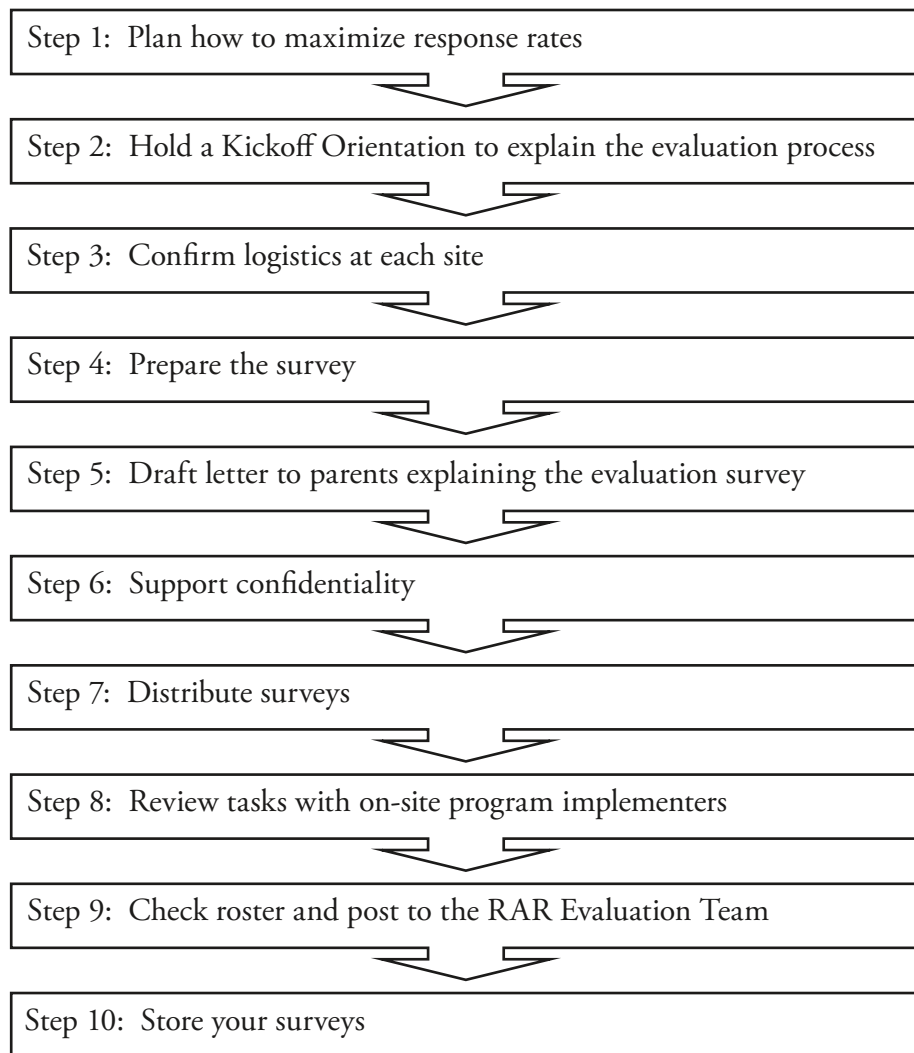 Step 1: Plan how to maximize response rates
Step 2: Hold a Kickoff Orientation to explain the evaluation process
Step 3: Confirm logistics at each site
Step 4: Prepare the survey
Step 5: Draft letter to parents explaining the evaluation survey
Step 6: Support confidentiality
Step 7: Distribute surveys
Step 8: Review tasks with on-site program implementers
Step 9: Check roster and post to the RAR Evaluation Team
Step 10: Store your surveys